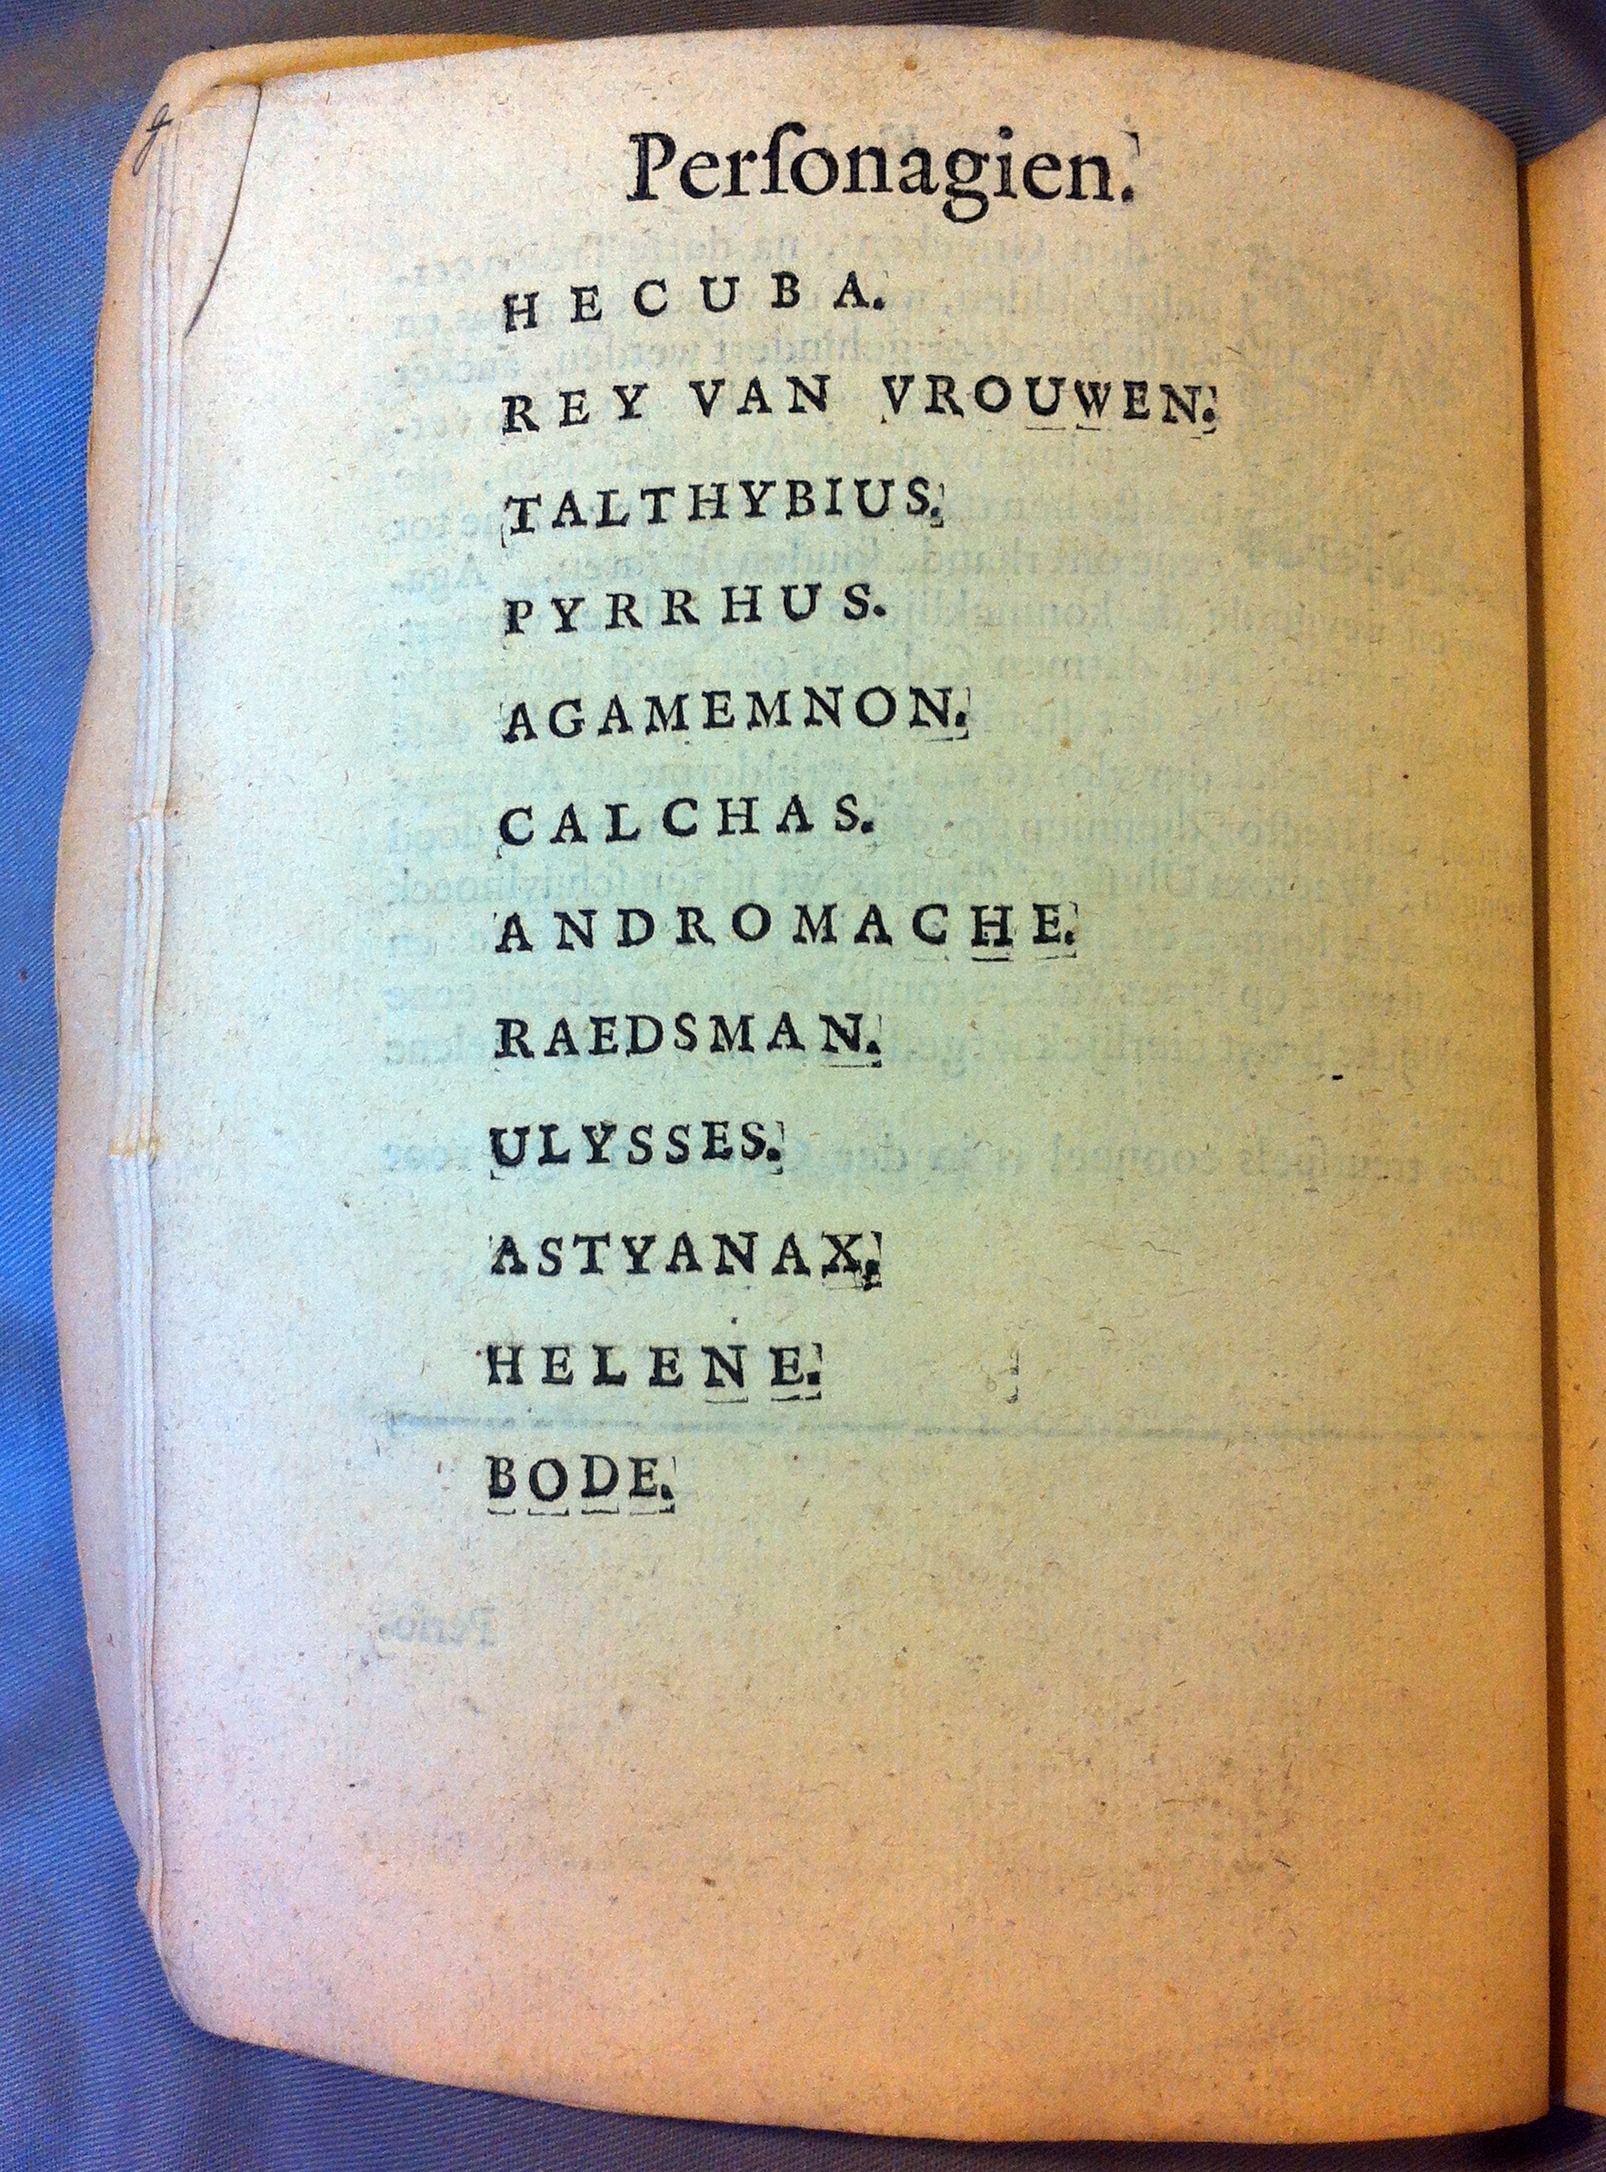 Perſonagien.
HECUBA.
REY VAN VROUWEN.
TALTHYBIUS.
PYRRHUS.
AGAMEMNON.
CALCHAS.
ANDROMACHE.
RAEDSMAN.
ULYSSES.
ASTYANAX.
HELENE.
BODE.